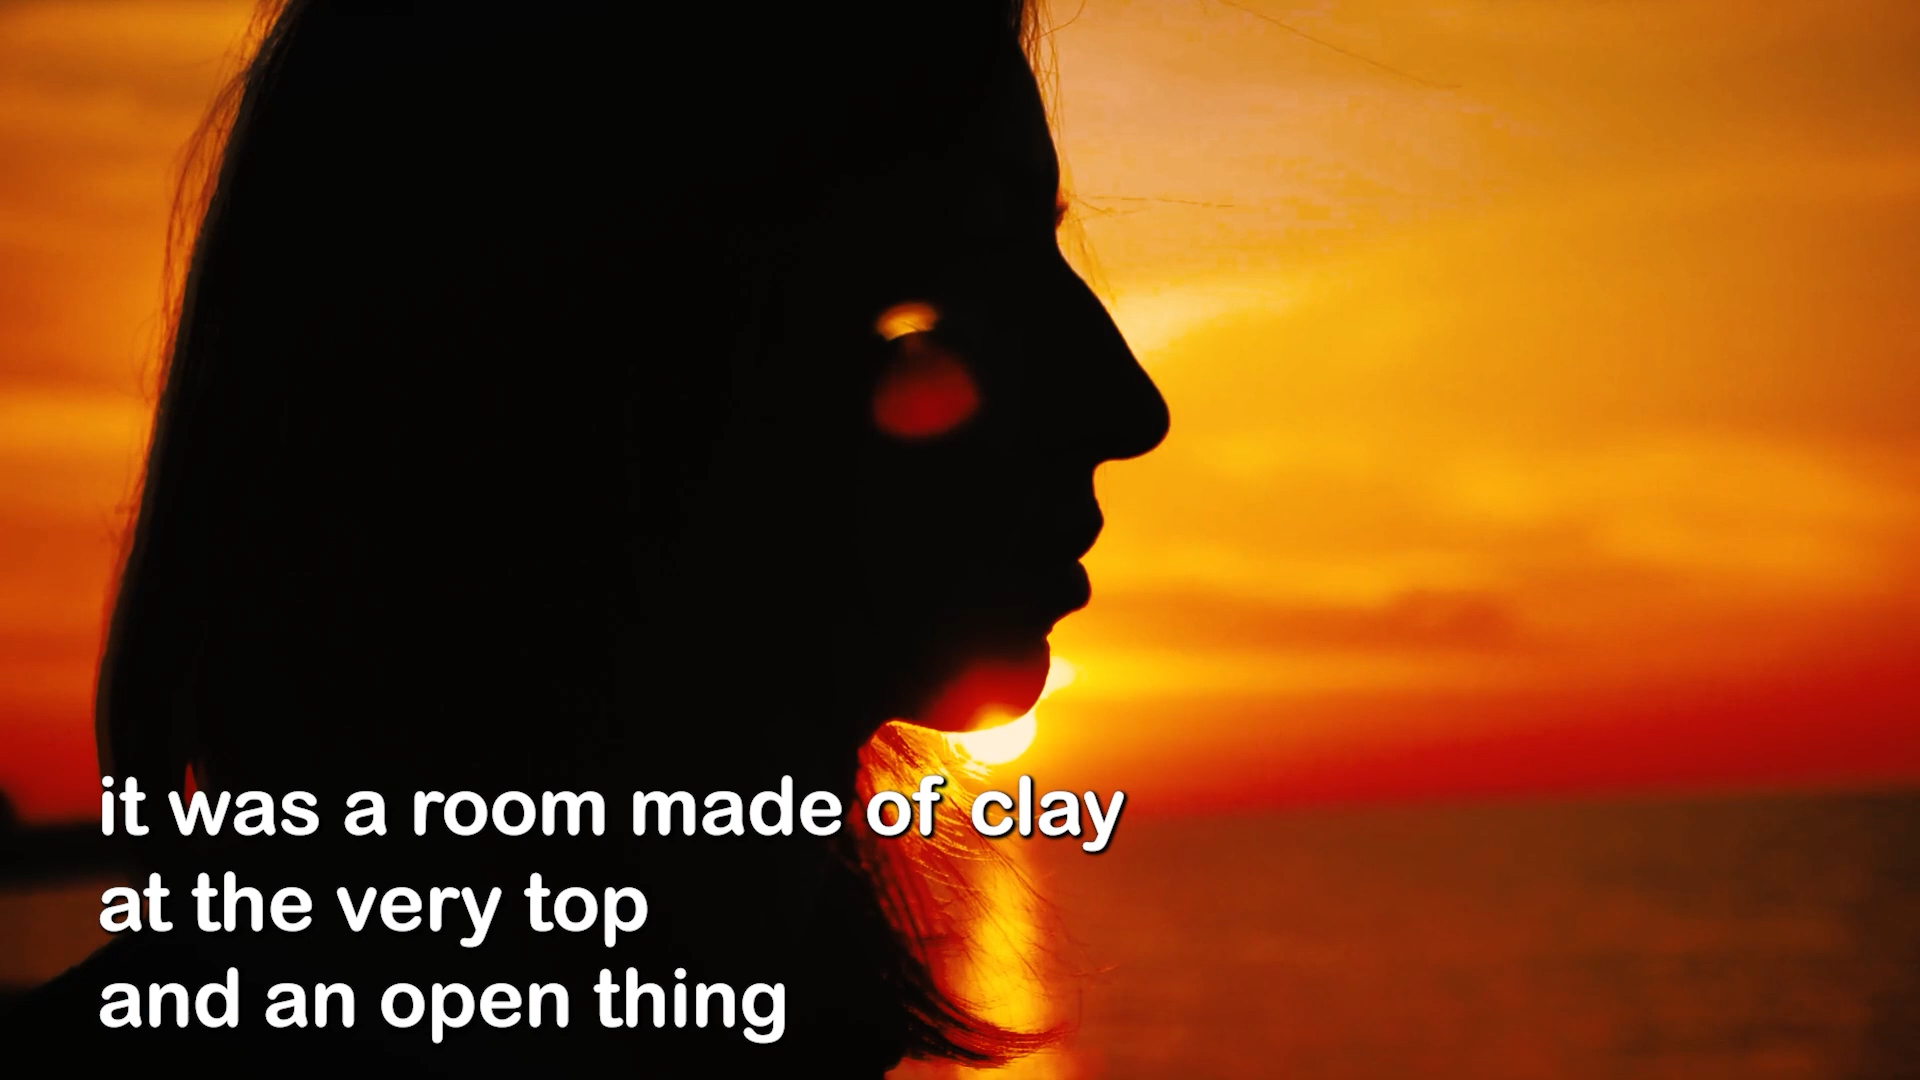 it was a room made of clay
at the very top
and an open thing